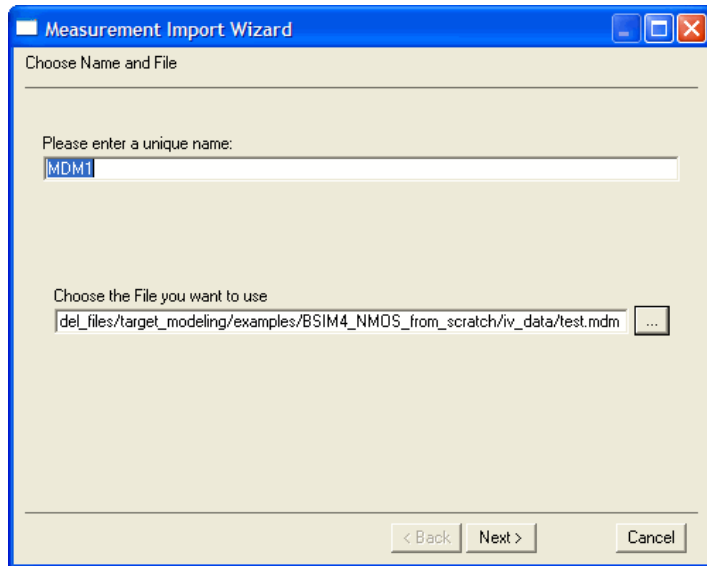 Measurement Import Wizard
Choose Name and File
Please enter a unique name:
MDM1
Choose the File you want to use
del_files/target_modeling/examples/BSIM4_NMOS_from_scratch/iv_data/test.mdm ...
< Back Next > Cancel